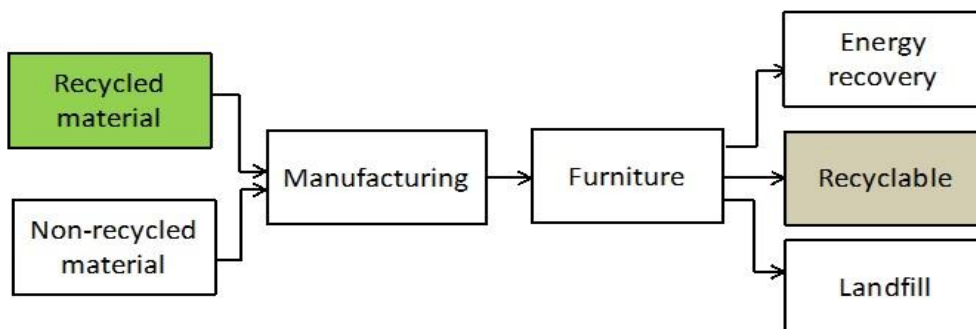 Recycled
material
Non-recycled
material
Manufacturing
Furniture
Energy
recovery
Recyclable
Landfill